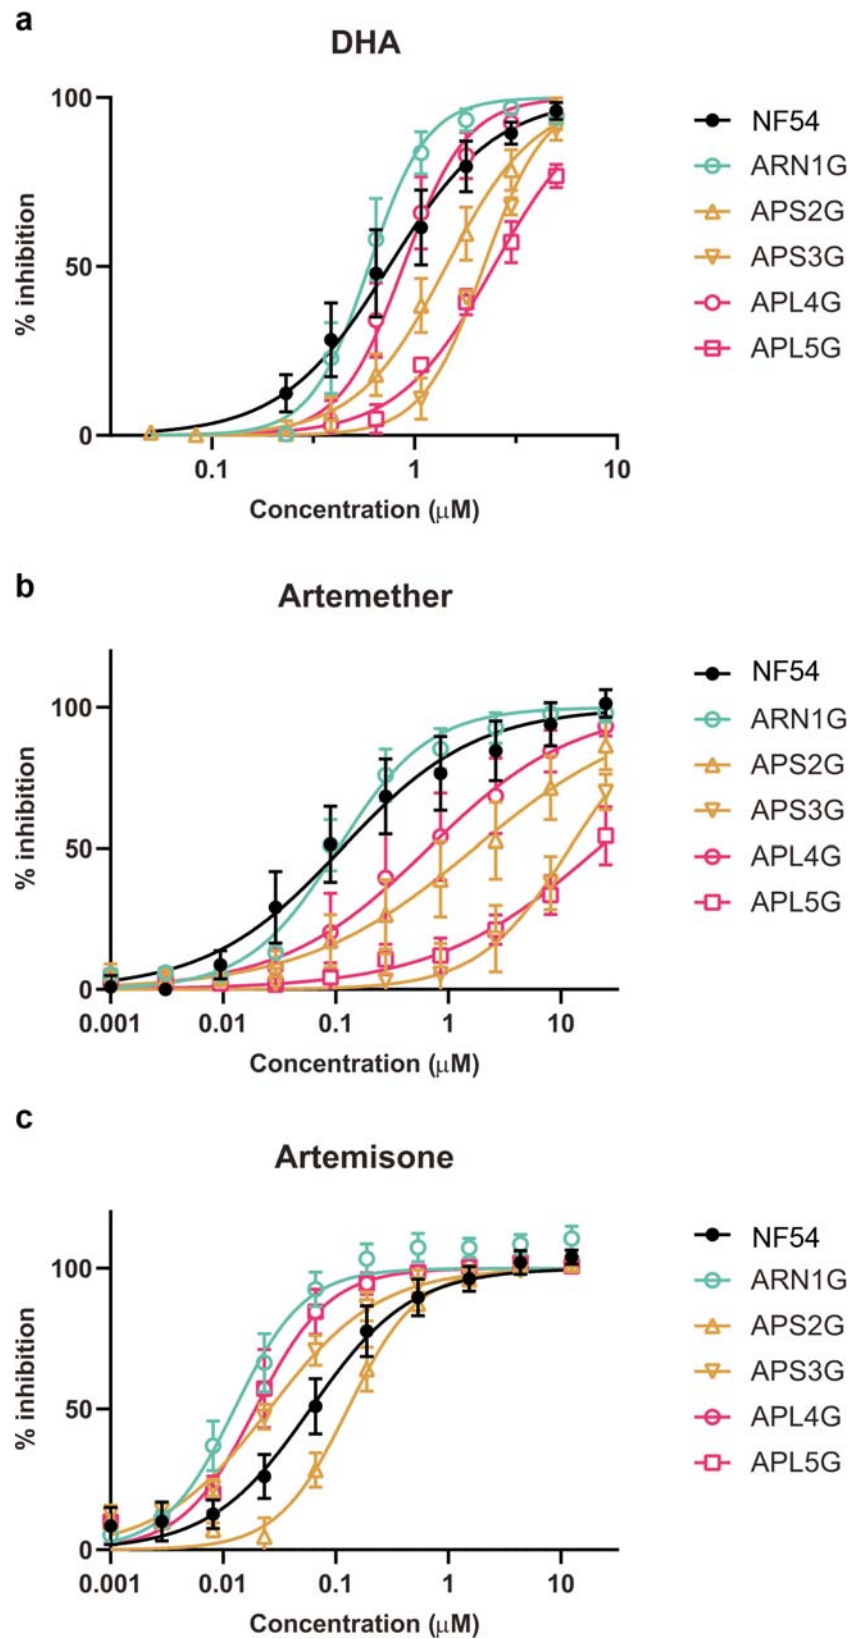 a
DHA
100
50
0
% inhibition
0.1 1 10
Concentration (μM)
NF54
ARN1G
APS2G
APS3G
APL4G
APL5G
b
Artemether
100
50
0
% inhibition
0.001 0.01 0.1 1 10
Concentration (μM)
NF54
ARN1G
APS2G
APS3G
APL4G
APL5G
c
Artemisone
100
50
0
% inhibition
0.001 0.01 0.1 1 10
Concentration (μM)
NF54
ARN1G
APS2G
APS3G
APL4G
APL5G